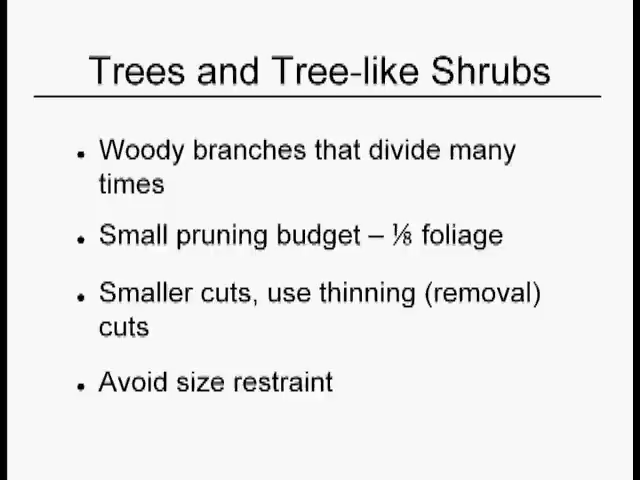 Trees and Tree-like Shrubs
• Woody branches that divide many
times
• Small pruning budget – ⅛ foliage
• Smaller cuts, use thinning (removal)
cuts
• Avoid size restraint